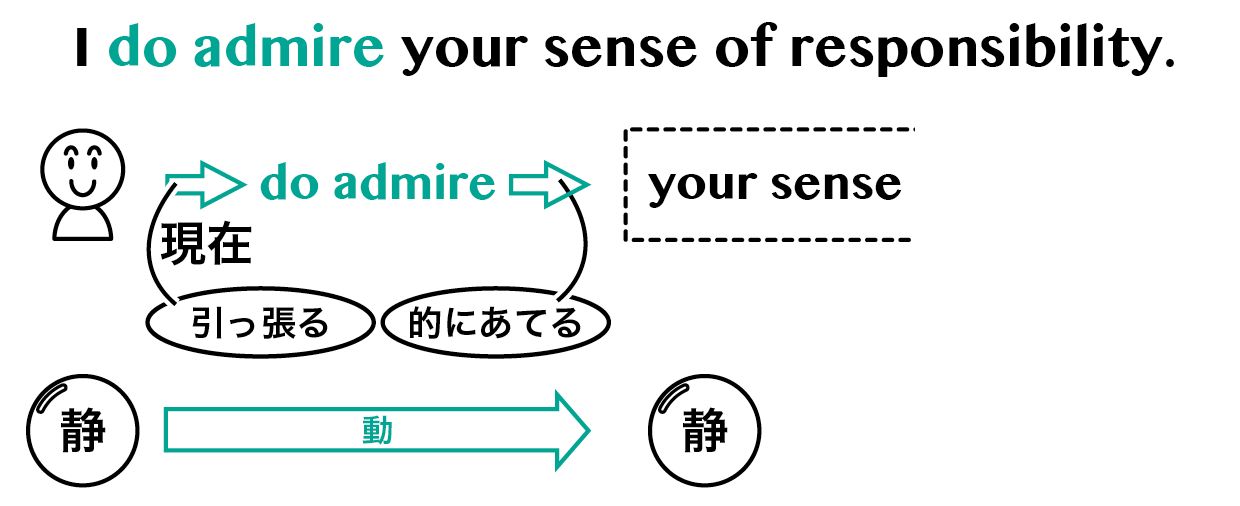 I do admire your sense of responsibility.
do admire your sense
現在
引っ張る 的にあてる
静 動 静